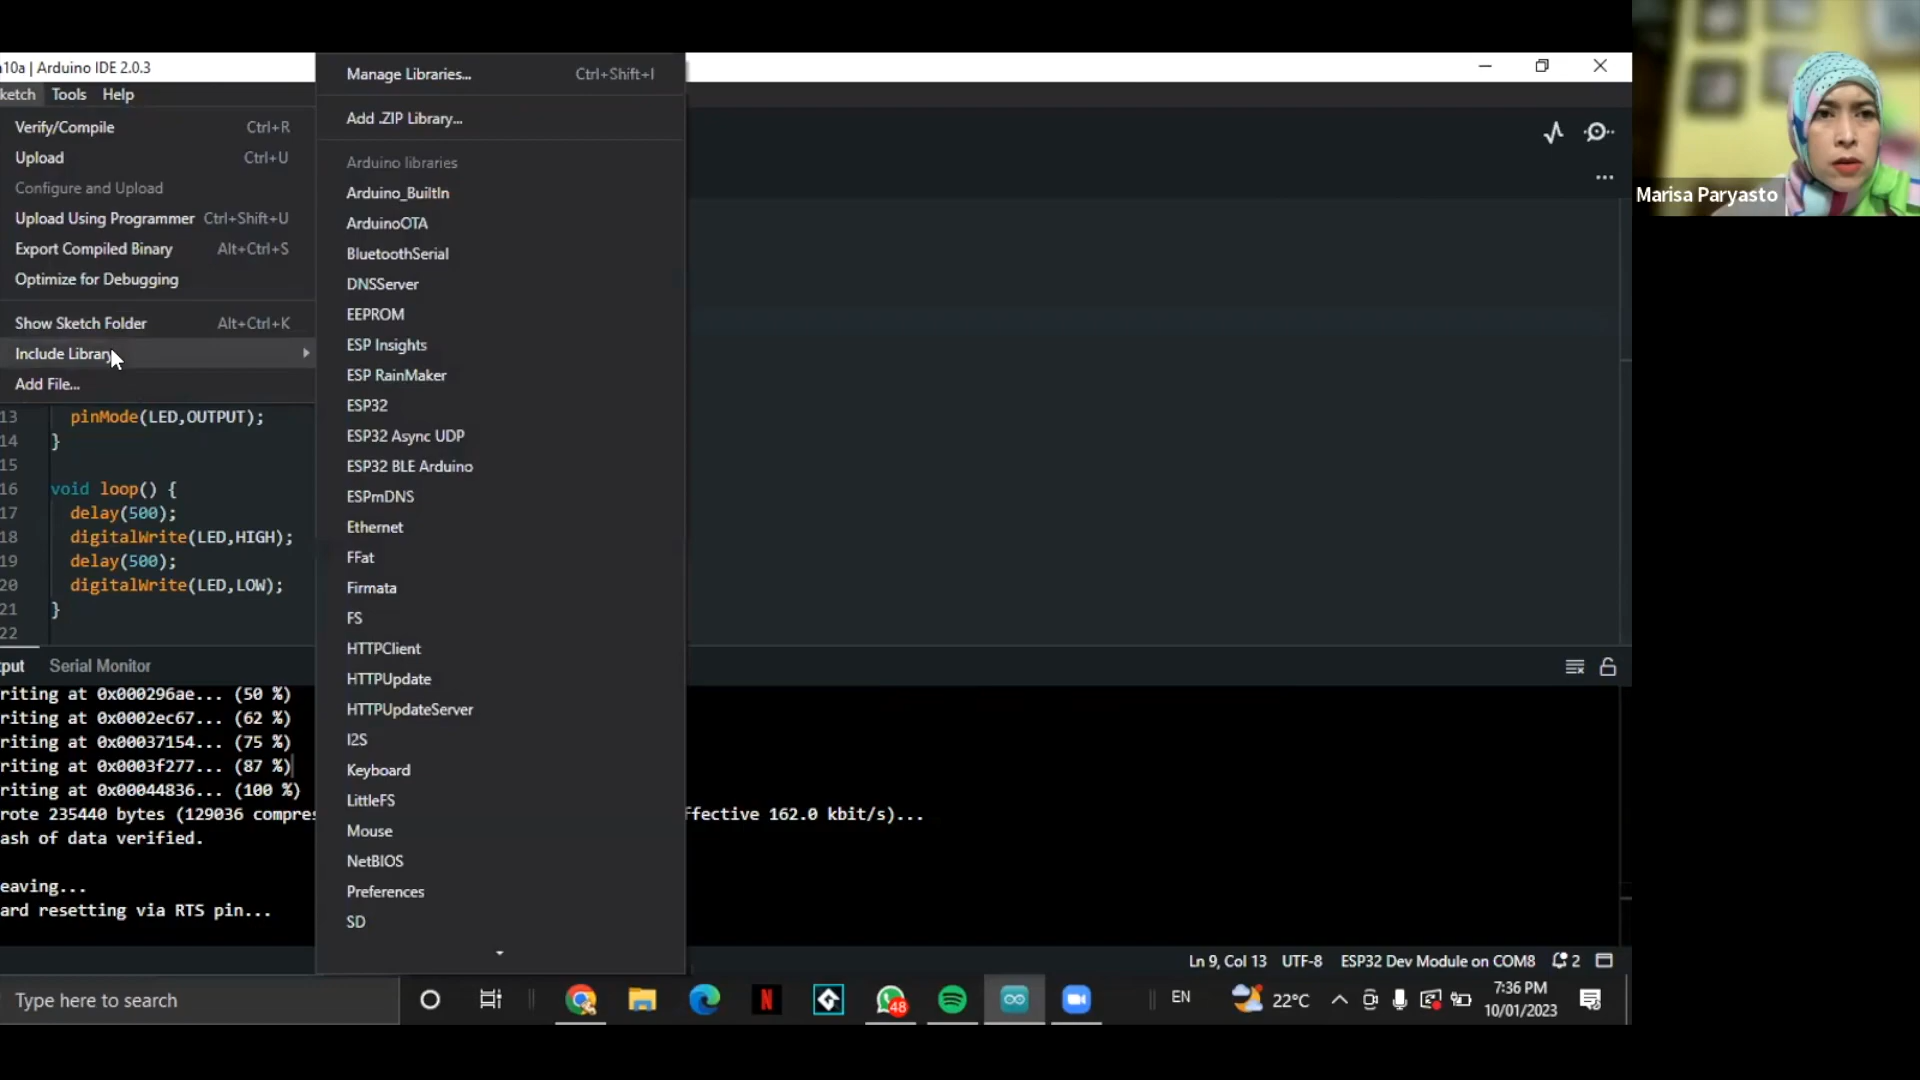 10a | Arduino IDE 2.0.3
ketch Tools Help
Verify/Compile Ctrl+R
Upload Ctrl+U
Configure and Upload
Upload Using Programmer Ctrl+Shift+U
Export Compiled Binary Alt+Ctrl+S
Optimize for Debugging
Show Sketch Folder Alt+Ctrl+K
Include Library
Add File...
Manage Libraries... Ctrl+Shift+I
Add .ZIP Library...
Arduino libraries
Arduino_BuiltIn
ArduinoOTA
BluetoothSerial
DNSServer
EEPROM
ESP Insights
ESP RainMaker
ESP32
ESP32 Async UDP
ESP32 BLE Arduino
ESPmDNS
Ethernet
FFat
Firmata
FS
HTTPClient
HTTPUpdate
HTTPUpdateServer
I2S
Keyboard
LittleFS
Mouse
NetBIOS
Preferences
SD
13 pinMode(LED,OUTPUT);
14 }
15
16 void loop() {
17 delay(500);
18 digitalWrite(LED,HIGH);
19 delay(500);
20 digitalWrite(LED,LOW);
21 }
22
put Serial Monitor
riting at 0x000296ae... (50 %)
riting at 0x0002ec67... (62 %)
riting at 0x00037154... (75 %)
riting at 0x0003f277... (87 %)
riting at 0x00044836... (100 %)
rote 235440 bytes (129036 compres ffective 162.0 kbit/s)...
ash of data verified.
eaving...
ard resetting via RTS pin...
Ln 9, Col 13 UTF-8 ESP32 Dev Module on COM8 2
Type here to search
48
EN
22°C
7:36 PM
10/01/2023
Marisa Paryasto